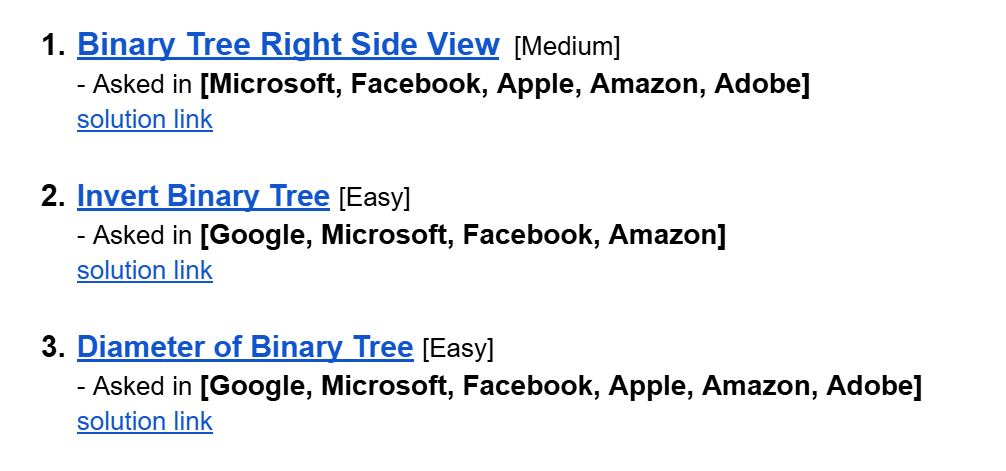 1. Binary Tree Right Side View [Medium]
- Asked in [Microsoft, Facebook, Apple, Amazon, Adobe]
solution link
2. Invert Binary Tree [Easy]
- Asked in [Google, Microsoft, Facebook, Amazon]
solution link
3. Diameter of Binary Tree [Easy]
- Asked in [Google, Microsoft, Facebook, Apple, Amazon, Adobe]
solution link